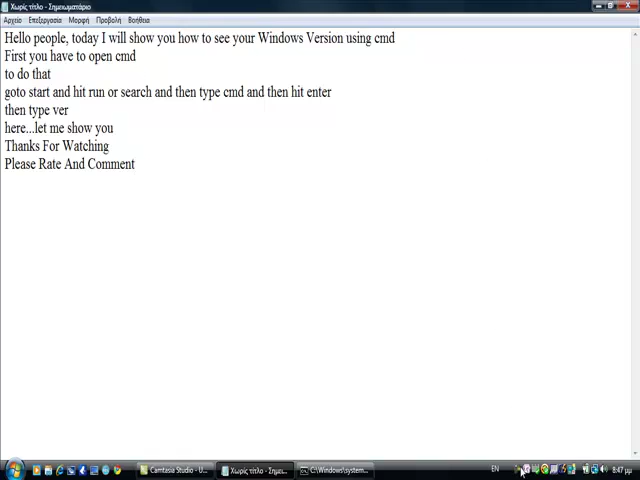 Χωρίς τίτλο - Σημειωματάριο
Αρχείο Επεξεργασία Μορφή Προβολή Βοήθεια
Hello people, today I will show you how to see your Windows Version using cmd
First you have to open cmd
to do that
goto start and hit run or search and then type cmd and then hit enter
then type ver
here...let me show you
Thanks For Watching
Please Rate And Comment
Camtasia Studio - U... Χωρίς τίτλο - Σημει... C:\Windows\system... EN 8:47 μμ